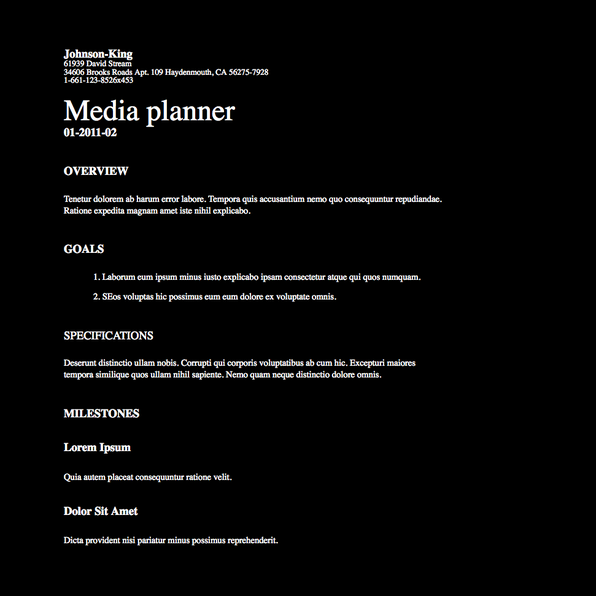 Johnson-King
61939 David Stream
34606 Brooks Roads Apt. 109 Haydenmouth, CA 56275-7928
1-661-123-8526x453
Media planner
01-2011-02
OVERVIEW
Tenetur dolorem ab harum error labore. Tempora quis accusantium nemo quo consequuntur repudiandae.
Ratione expedita magnam amet iste nihil explicabo.
GOALS
1. Laborum eum ipsum minus iusto explicabo ipsam consectetur atque qui quos numquam.
2. SEos voluptas hic possimus eum eum dolore ex voluptate omnis.
SPECIFICATIONS
Deserunt distinctio ullam nobis. Corrupti qui corporis voluptatibus ab cum hic. Excepturi maiores
tempora similique quos ullam nihil sapiente. Nemo quam neque distinctio dolore omnis.
MILESTONES
Lorem Ipsum
Quia autem placeat consequuntur ratione velit.
Dolor Sit Amet
Dicta provident nisi pariatur minus possimus reprehenderit.